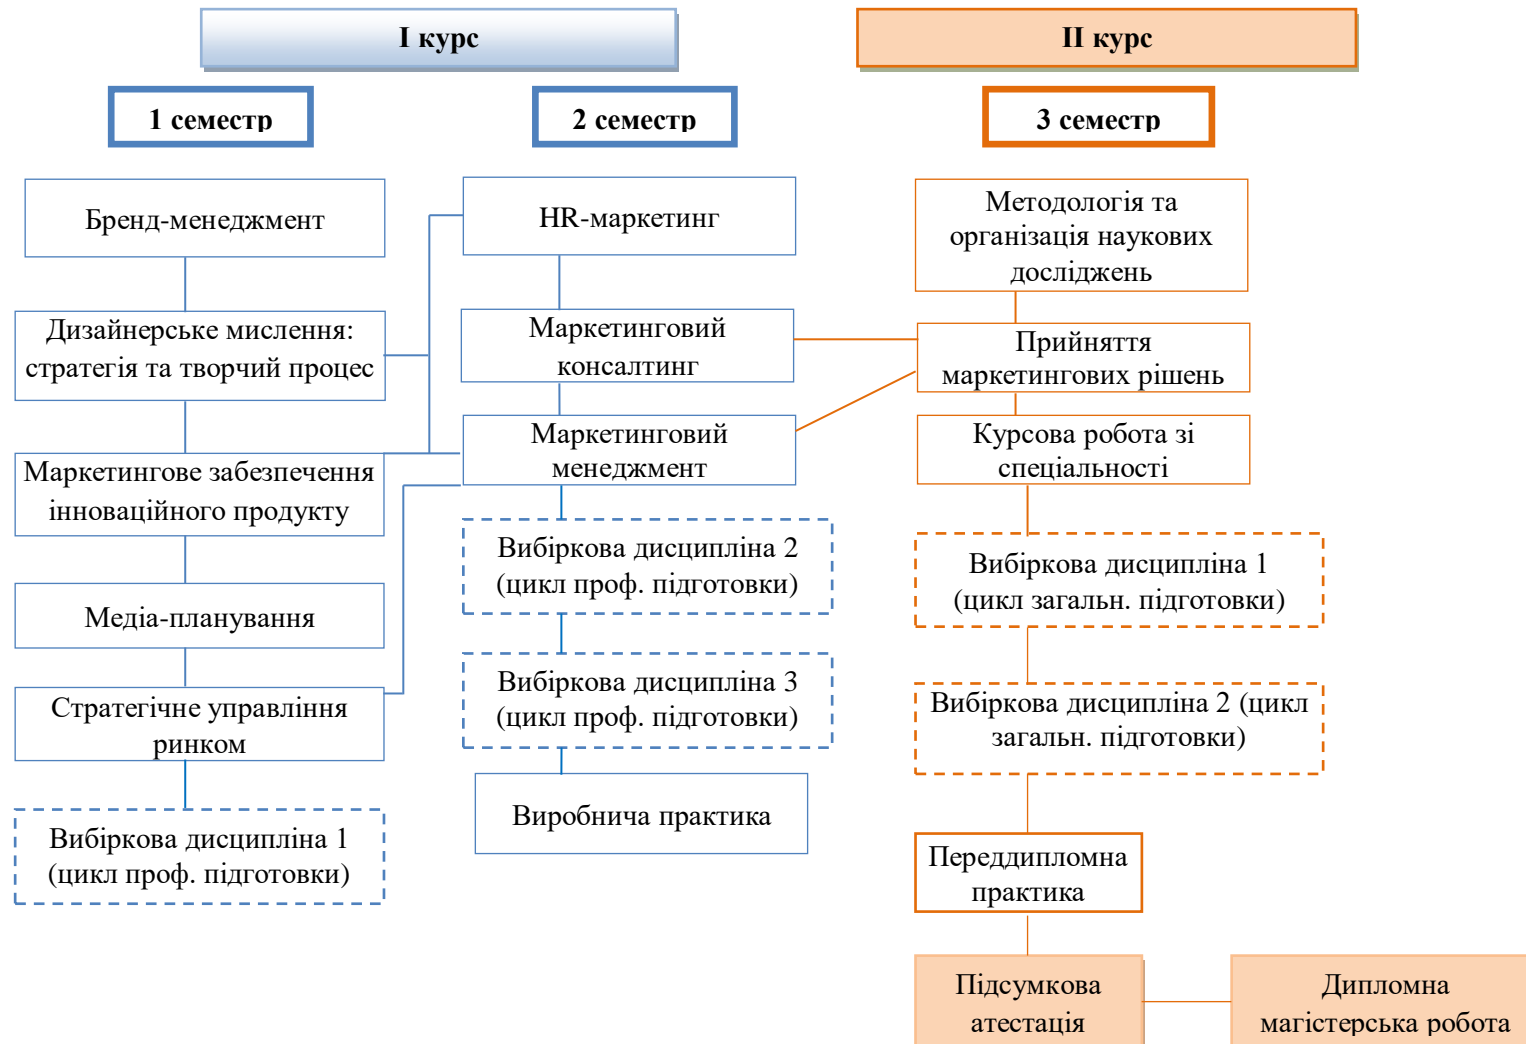 І курс
ІІ курс
1 семестр
2 семестр
3 семестр
Бренд-менеджмент
Дизайнерське мислення:
стратегія та творчий процес
Маркетингове забезпечення
інноваційного продукту
Медіа-планування
Стратегічне управління
ринком
Вибіркова дисципліна 1
(цикл проф. підготовки)
HR-маркетинг
Маркетинговий
консалтинг
Маркетинговий
менеджмент
Вибіркова дисципліна 2
(цикл проф. підготовки)
Вибіркова дисципліна 3
(цикл проф. підготовки)
Виробнича практика
Методологія та
організація наукових
досліджень
Прийняття
маркетингових рішень
Курсова робота зі
спеціальності
Вибіркова дисципліна 1
(цикл загальн. підготовки)
Вибіркова дисципліна 2 (цикл
загальн. підготовки)
Переддипломна
практика
Підсумкова
атестація
Дипломна
магістерська робота